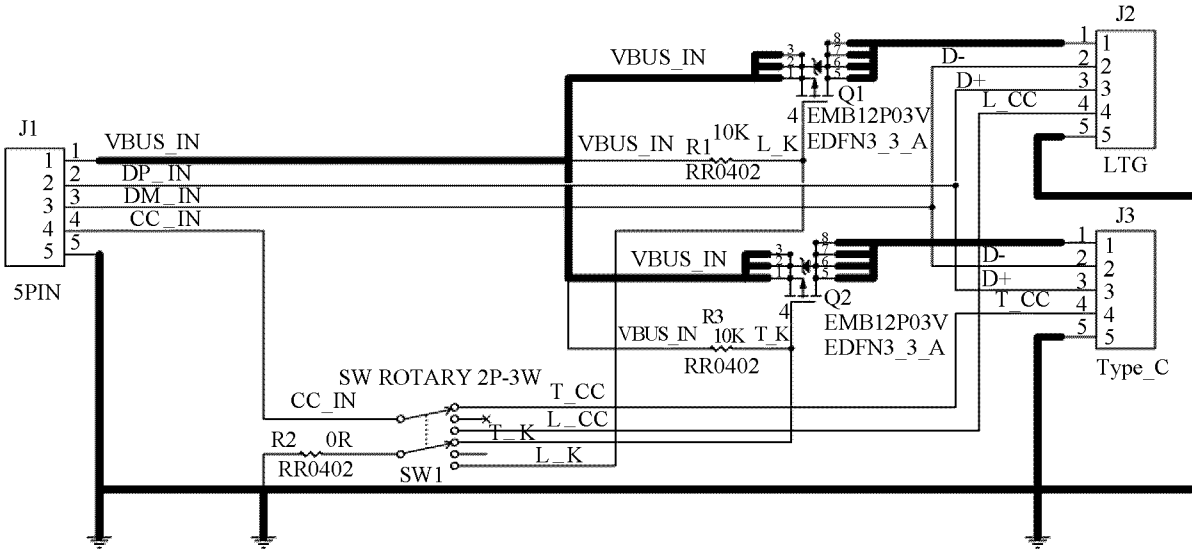 J1
1
2
3
4
5
1
2
3
4
5
5PIN
VBUS_IN
DP_IN
DM_IN
CC_IN
VBUS_IN
3
2
1
8
7
6
5
4
Q1
EMB12P03V
EDFN3_3_A
VBUS_IN
R1
10K
L_K
RR0402
VBUS_IN
3
2
1
8
7
6
5
4
Q2
EMB12P03V
EDFN3_3_A
VBUS_IN
R3
10K
T_K
RR0402
J2
D-
D+
L_CC
1
2
3
4
5
1
2
3
4
5
LTG
J3
D-
D+
T_CC
1
2
3
4
5
1
2
3
4
5
Type_C
SW ROTARY 2P-3W
CC_IN
T_CC
L_CC
T_K
L_K
R2
0R
RR0402
SW1